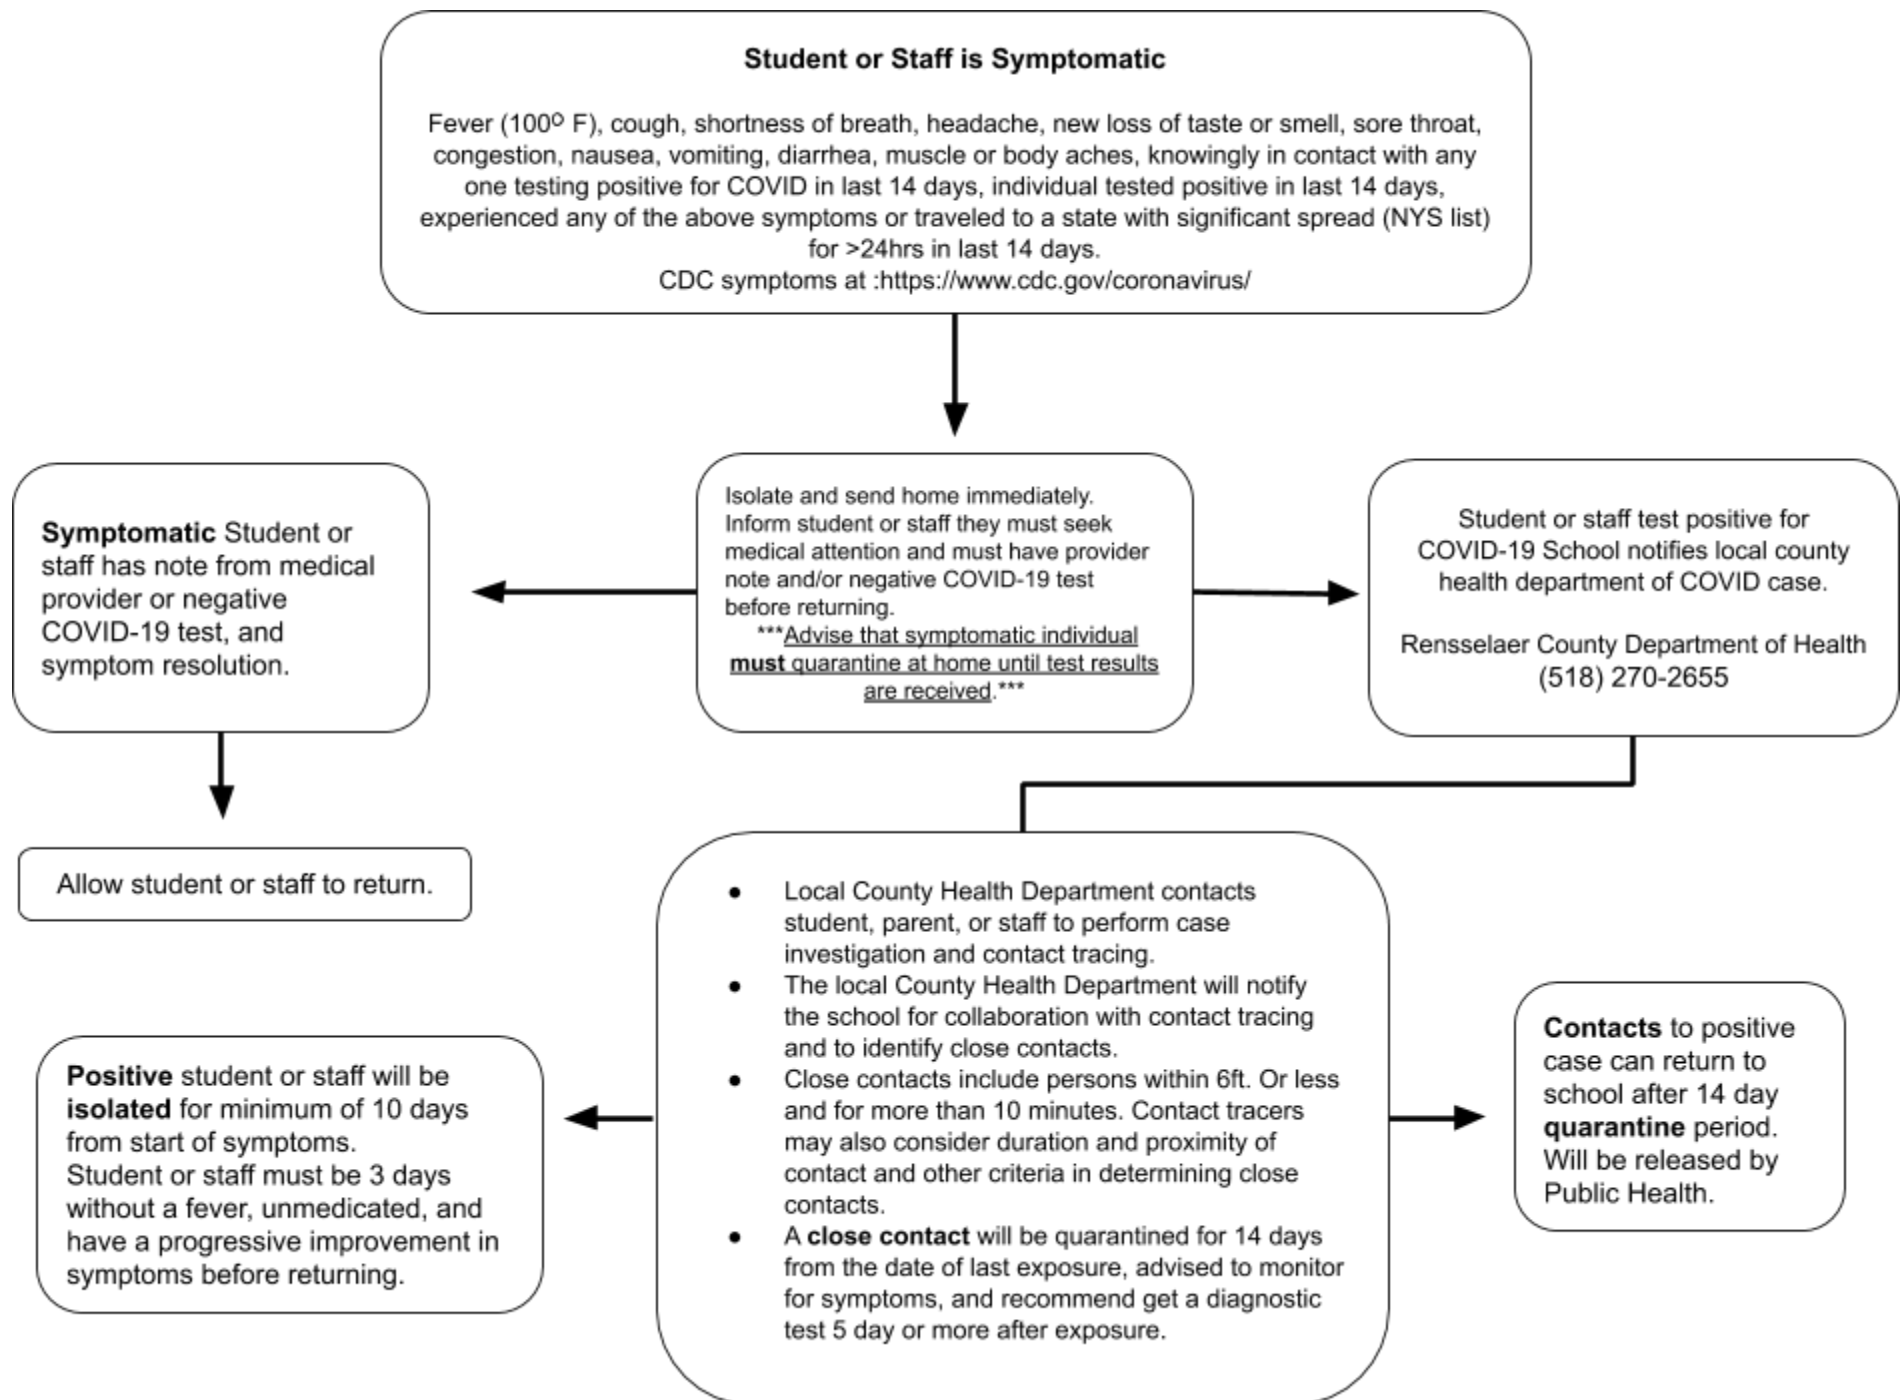 Student or Staff is Symptomatic
Fever (100º F), cough, shortness of breath, headache, new loss of taste or smell, sore throat,
congestion, nausea, vomiting, diarrhea, muscle or body aches, knowingly in contact with any
one testing positive for COVID in last 14 days, individual tested positive in last 14 days,
experienced any of the above symptoms or traveled to a state with significant spread (NYS list)
for >24hrs in last 14 days.
CDC symptoms at :https://www.cdc.gov/coronavirus/
Symptomatic Student or
staff has note from medical
provider or negative
COVID-19 test, and
symptom resolution.
Isolate and send home immediately.
Inform student or staff they must seek
medical attention and must have provider
note and/or negative COVID-19 test
before returning.
***Advise that symptomatic individual
must quarantine at home until test results
are received.***
Student or staff test positive for
COVID-19 School notifies local county
health department of COVID case.
Rensselaer County Department of Health
(518) 270-2655
Allow student or staff to return.
● Local County Health Department contacts
student, parent, or staff to perform case
investigation and contact tracing.
● The local County Health Department will notify
the school for collaboration with contact tracing
and to identify close contacts.
● Close contacts include persons within 6ft. Or less
and for more than 10 minutes. Contact tracers
may also consider duration and proximity of
contact and other criteria in determining close
contacts.
● A close contact will be quarantined for 14 days
from the date of last exposure, advised to monitor
for symptoms, and recommend get a diagnostic
test 5 day or more after exposure.
Positive student or staff will be
isolated for minimum of 10 days
from start of symptoms.
Student or staff must be 3 days
without a fever, unmedicated, and
have a progressive improvement in
symptoms before returning.
Contacts to positive
case can return to
school after 14 day
quarantine period.
Will be released by
Public Health.